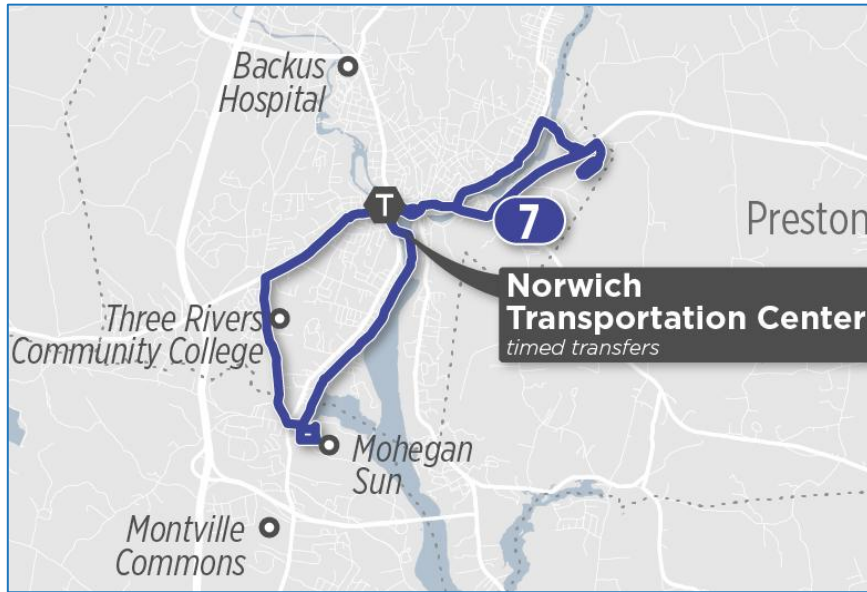 Backus
Hospital
T
7
Preston
Norwich
Transportation Center
timed transfers
Three Rivers
Community College
Mohegan
Sun
Montville
Commons